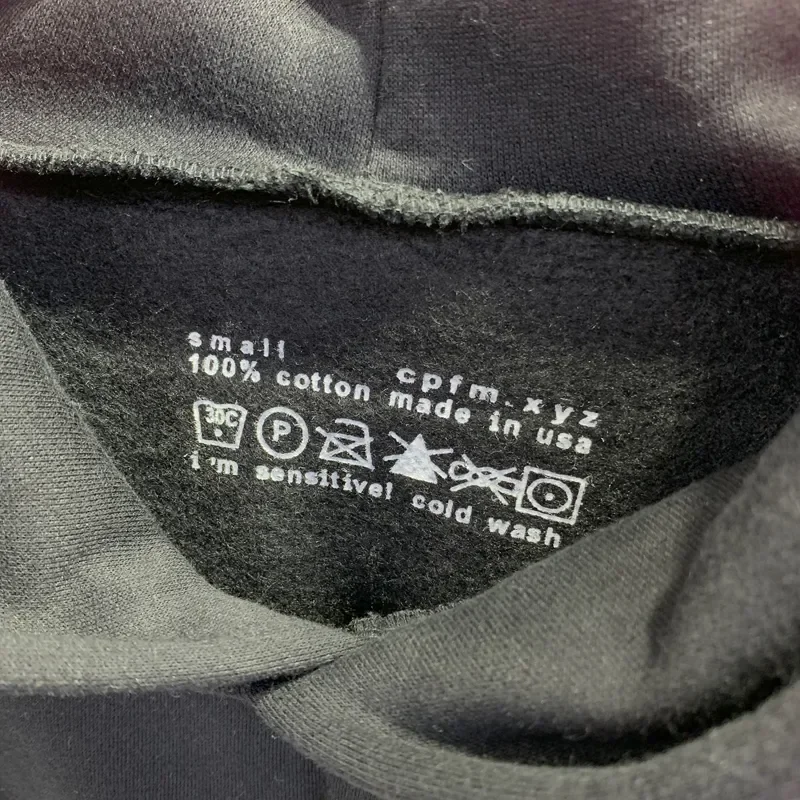 small
cpfm.xyz
100% cotton made in usa
30C P
i'm sensitive! cold wash